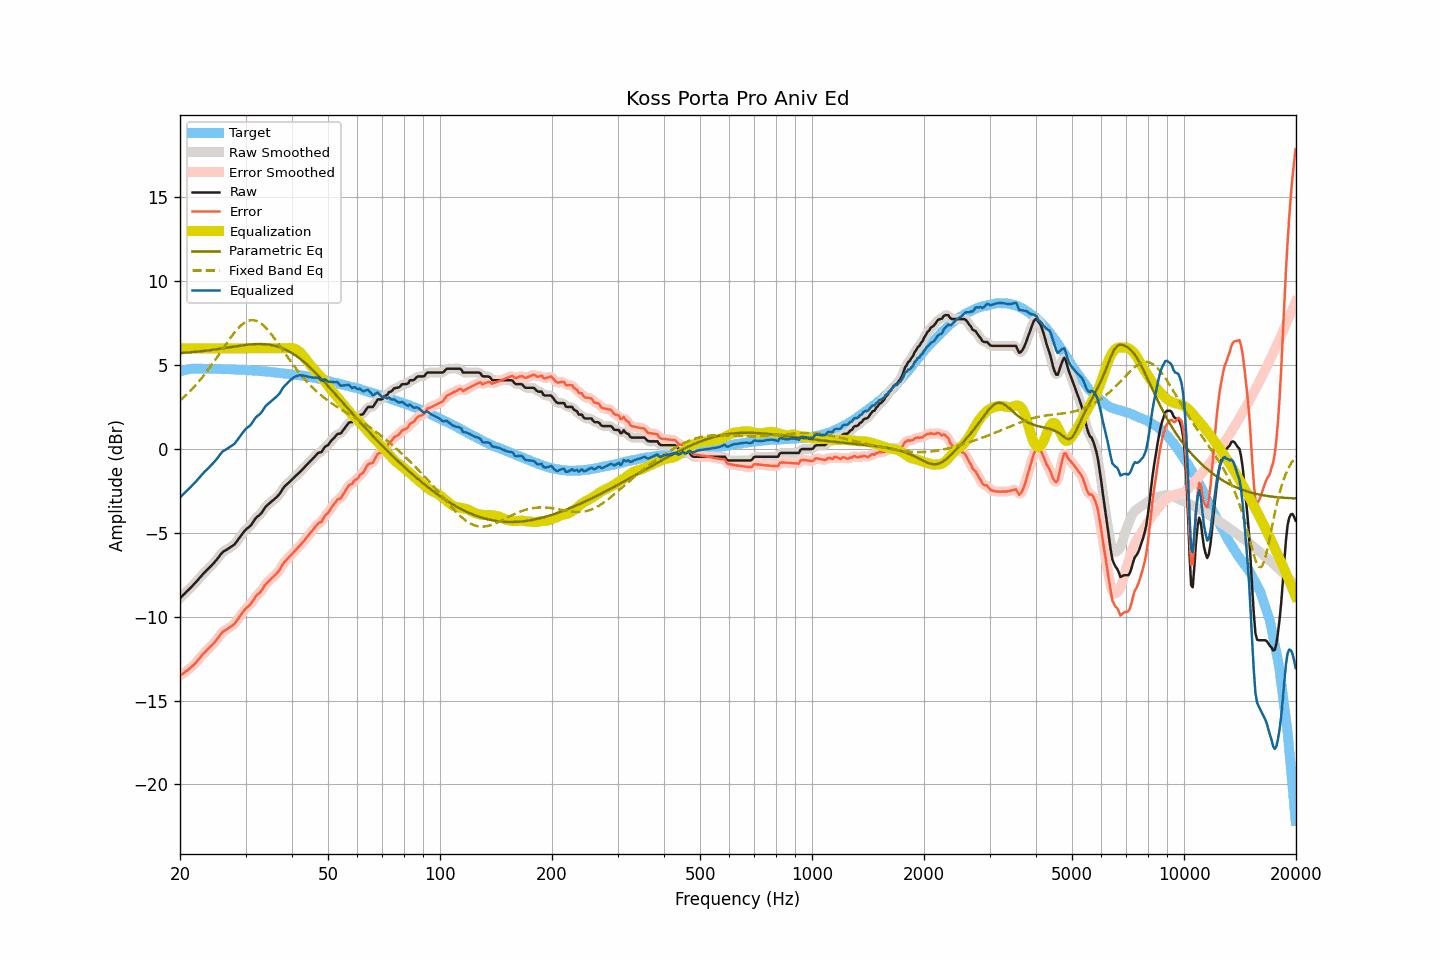 Koss Porta Pro Aniv Ed
Target
Raw Smoothed
Error Smoothed
Raw
Error
Equalization
Parametric Eq
Fixed Band Eq
Equalized
15
10
5
0
−5
−10
−15
−20
Amplitude (dBr)
20
50
100
200
500
1000
2000
5000
10000
20000
Frequency (Hz)